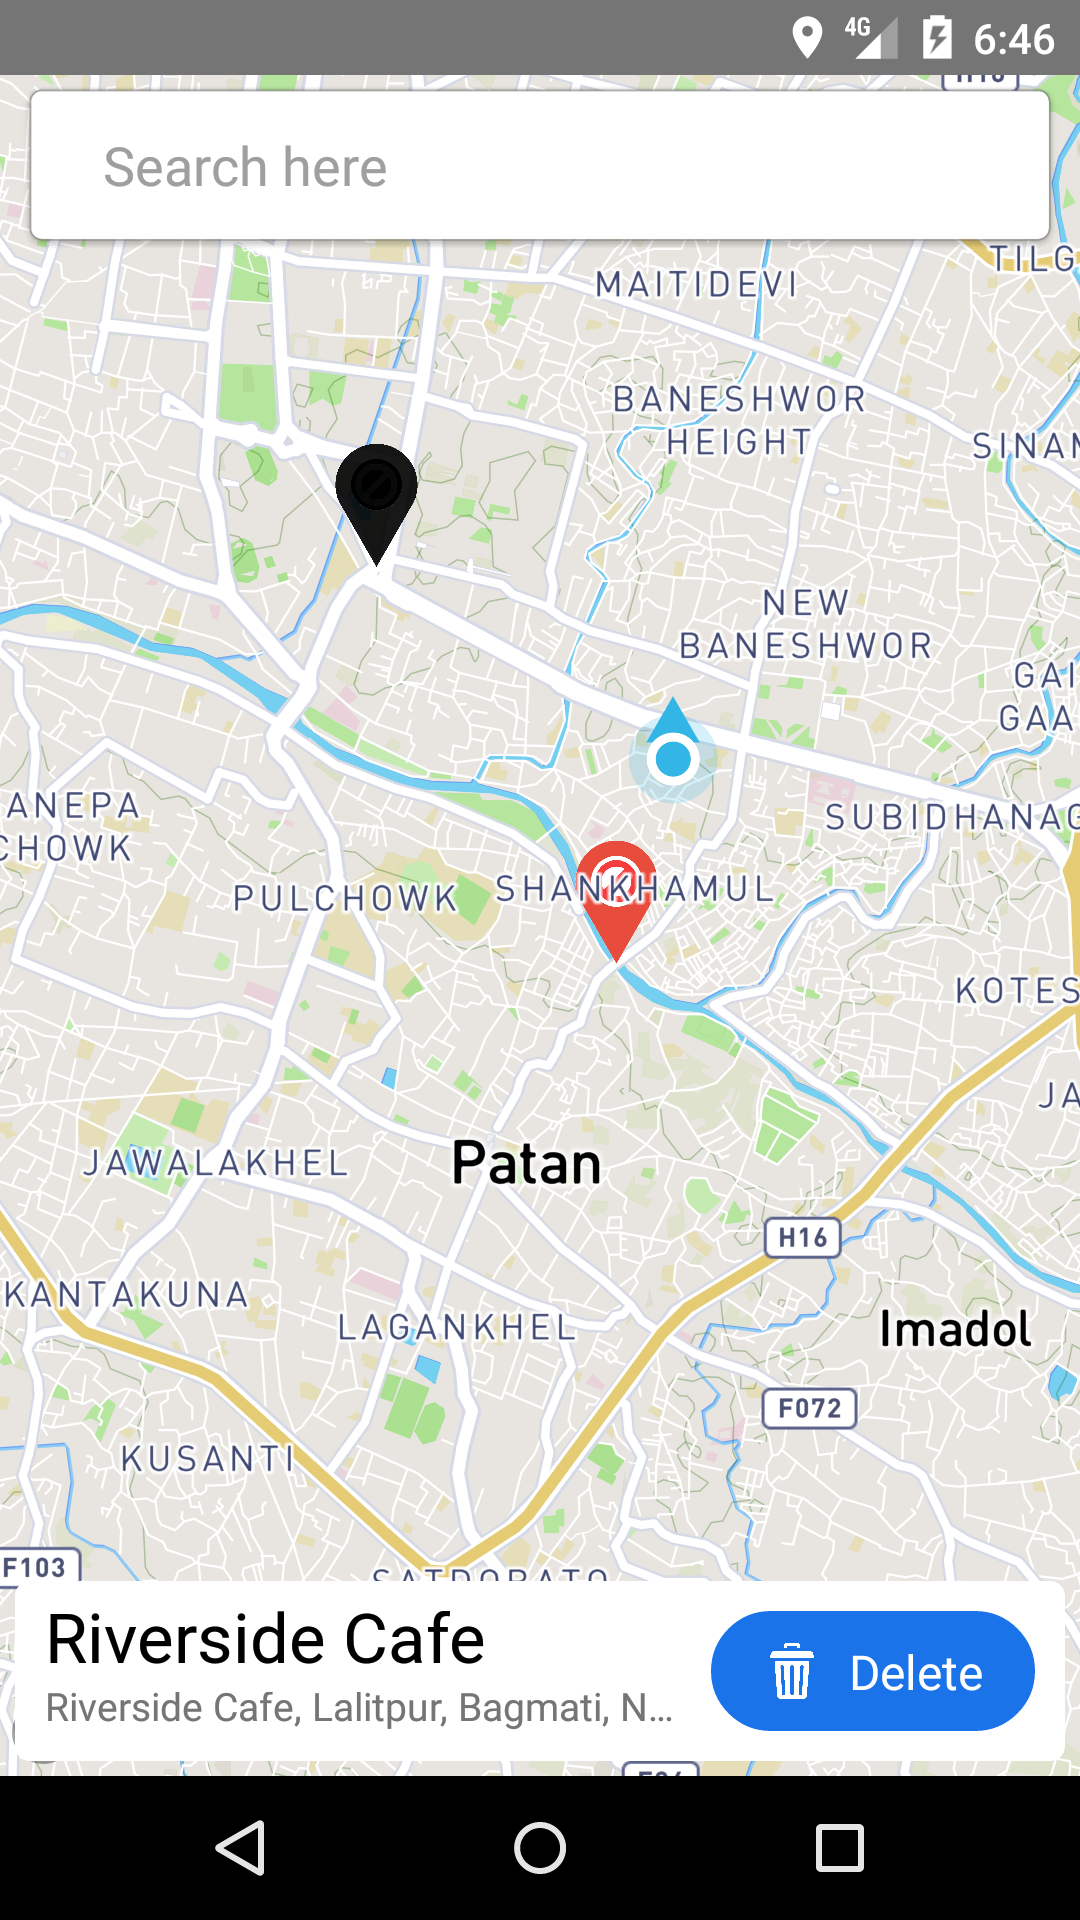 4G 6:46
Search here
MAITIDEVI
TILG
BANESHWOR
HEIGHT
SINAM
NEW
BANESHWOR
GAI
GAA
ANEPA
CHOWK
SUBIDHANAG
PULCHOWK
SHANKHAMUL
KOTES
JA
JAWALAKHEL
Patan
H16
KANTAKUNA
LAGANKHEL
Imadol
F072
KUSANTI
F103
SATDOBATO
Riverside Cafe
Riverside Cafe, Lalitpur, Bagmati, N...
Delete